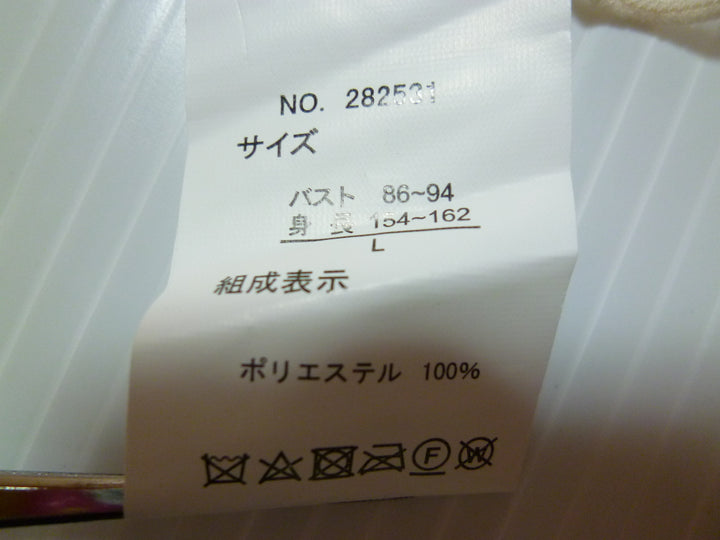 NO. 282531
サイズ
バスト 86~94
身 長 154~162
L
組成表示
ポリエステル 100%
F W